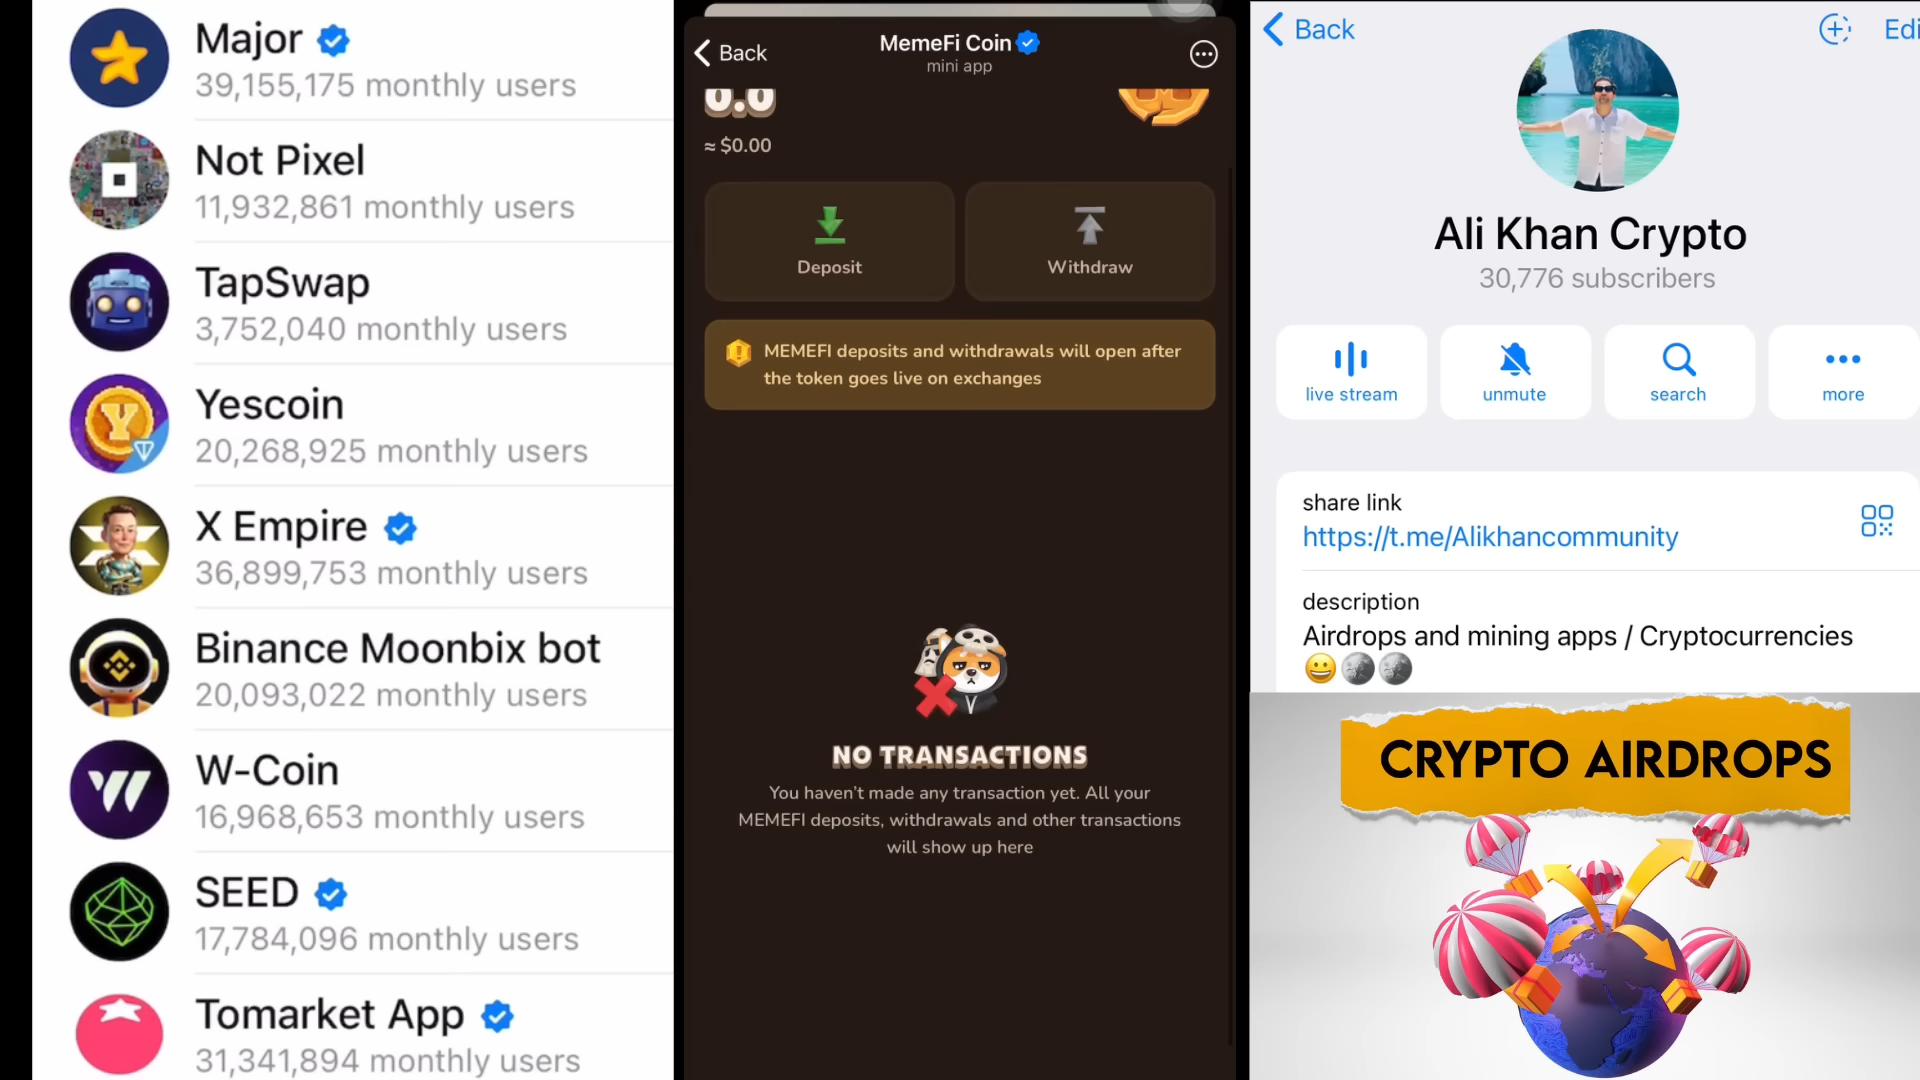 Major
39,155,175 monthly users
Not Pixel
11,932,861 monthly users
TapSwap
3,752,040 monthly users
Yescoin
20,268,925 monthly users
X Empire
36,899,753 monthly users
Binance Moonbix bot
20,093,022 monthly users
W-Coin
16,968,653 monthly users
SEED
17,784,096 monthly users
Tomarket App
31,341,894 monthly users
Back
MemeFi Coin
mini app
0.0
≈ $0.00
Deposit
Withdraw
MEMEFI deposits and withdrawals will open after
the token goes live on exchanges
NO TRANSACTIONS
You haven't made any transaction yet. All your
MEMEFI deposits, withdrawals and other transactions
will show up here
Back
Edi
Ali Khan Crypto
30,776 subscribers
live stream
unmute
search
more
share link
https://t.me/Alikhancommunity
description
Airdrops and mining apps / Cryptocurrencies
😀🌚🌚
CRYPTO AIRDROPS